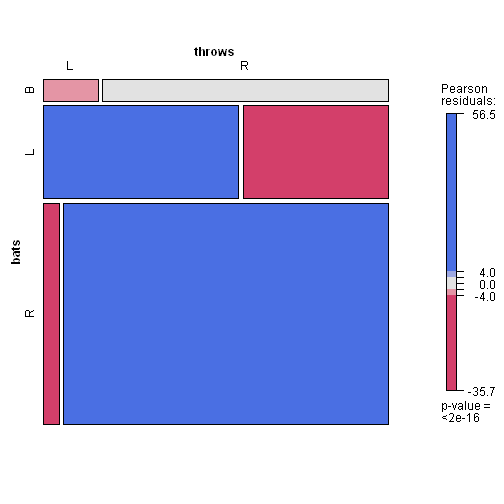 throws
L R
B
L
R
bats
Pearson
residuals:
56.5
4.0
0.0
-4.0
-35.7
p-value =
<2e-16